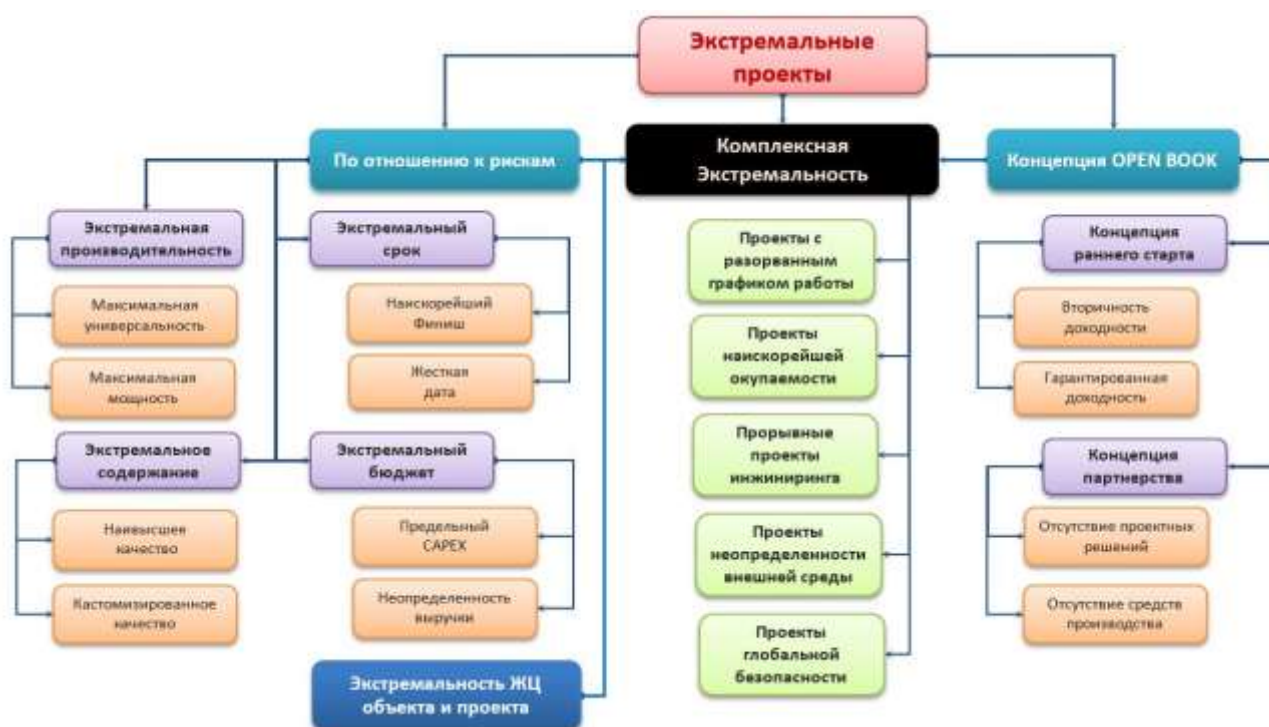 Экстремальные
проекты
По отношению к рискам
Комплексная
Экстремальность
Концепция OPEN BOOK
Экстремальная
производительность
Максимальная
универсальность
Максимальная
мощность
Экстремальное
содержание
Наивысшее
качество
Кастомизированное
качество
Экстремальный
срок
Наискорейший
Финиш
Жесткая
дата
Экстремальный
бюджет
Предельный
CAPEX
Неопределенность
выручки
Экстремальность ЖЦ
объекта и проекта
Проекты с
разорванным
графиком работы
Проекты
наискорейшей
окупаемости
Прорывные
проекты
инжиниринга
Проекты
неопределенности
внешней среды
Проекты
глобальной
безопасности
Концепция
раннего старта
Вторичность
доходности
Гарантированная
доходность
Концепция
партнерства
Отсутствие проектных
решений
Отсутствие средств
производства